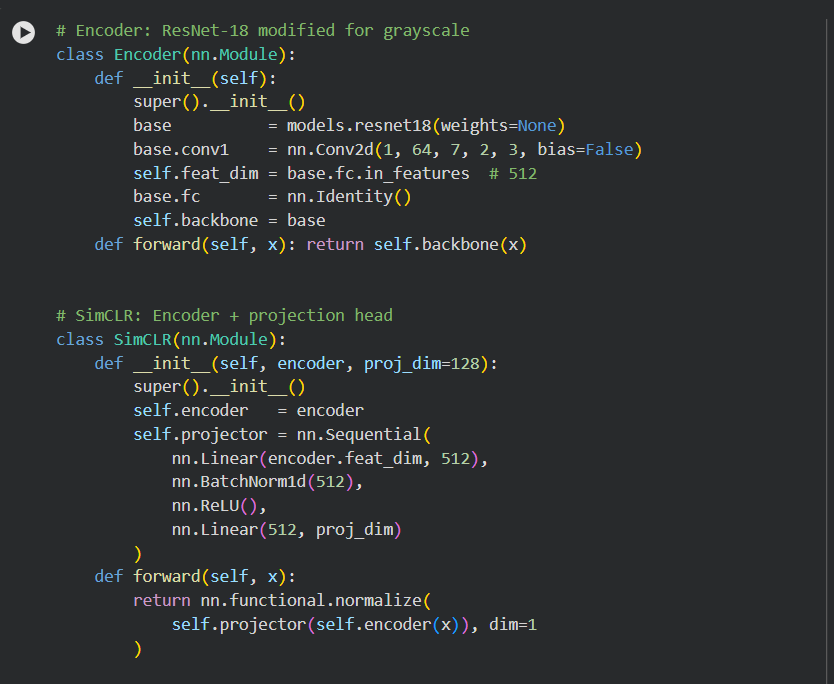 # Encoder: ResNet-18 modified for grayscale
class Encoder(nn.Module):
    def __init__(self):
        super().__init__()
        base          = models.resnet18(weights=None)
        base.conv1    = nn.Conv2d(1, 64, 7, 2, 3, bias=False)
        self.feat_dim = base.fc.in_features  # 512
        base.fc       = nn.Identity()
        self.backbone = base
    def forward(self, x): return self.backbone(x)


# SimCLR: Encoder + projection head
class SimCLR(nn.Module):
    def __init__(self, encoder, proj_dim=128):
        super().__init__()
        self.encoder   = encoder
        self.projector = nn.Sequential(
            nn.Linear(encoder.feat_dim, 512),
            nn.BatchNorm1d(512),
            nn.ReLU(),
            nn.Linear(512, proj_dim)
        )
    def forward(self, x):
        return nn.functional.normalize(
            self.projector(self.encoder(x)), dim=1
        )